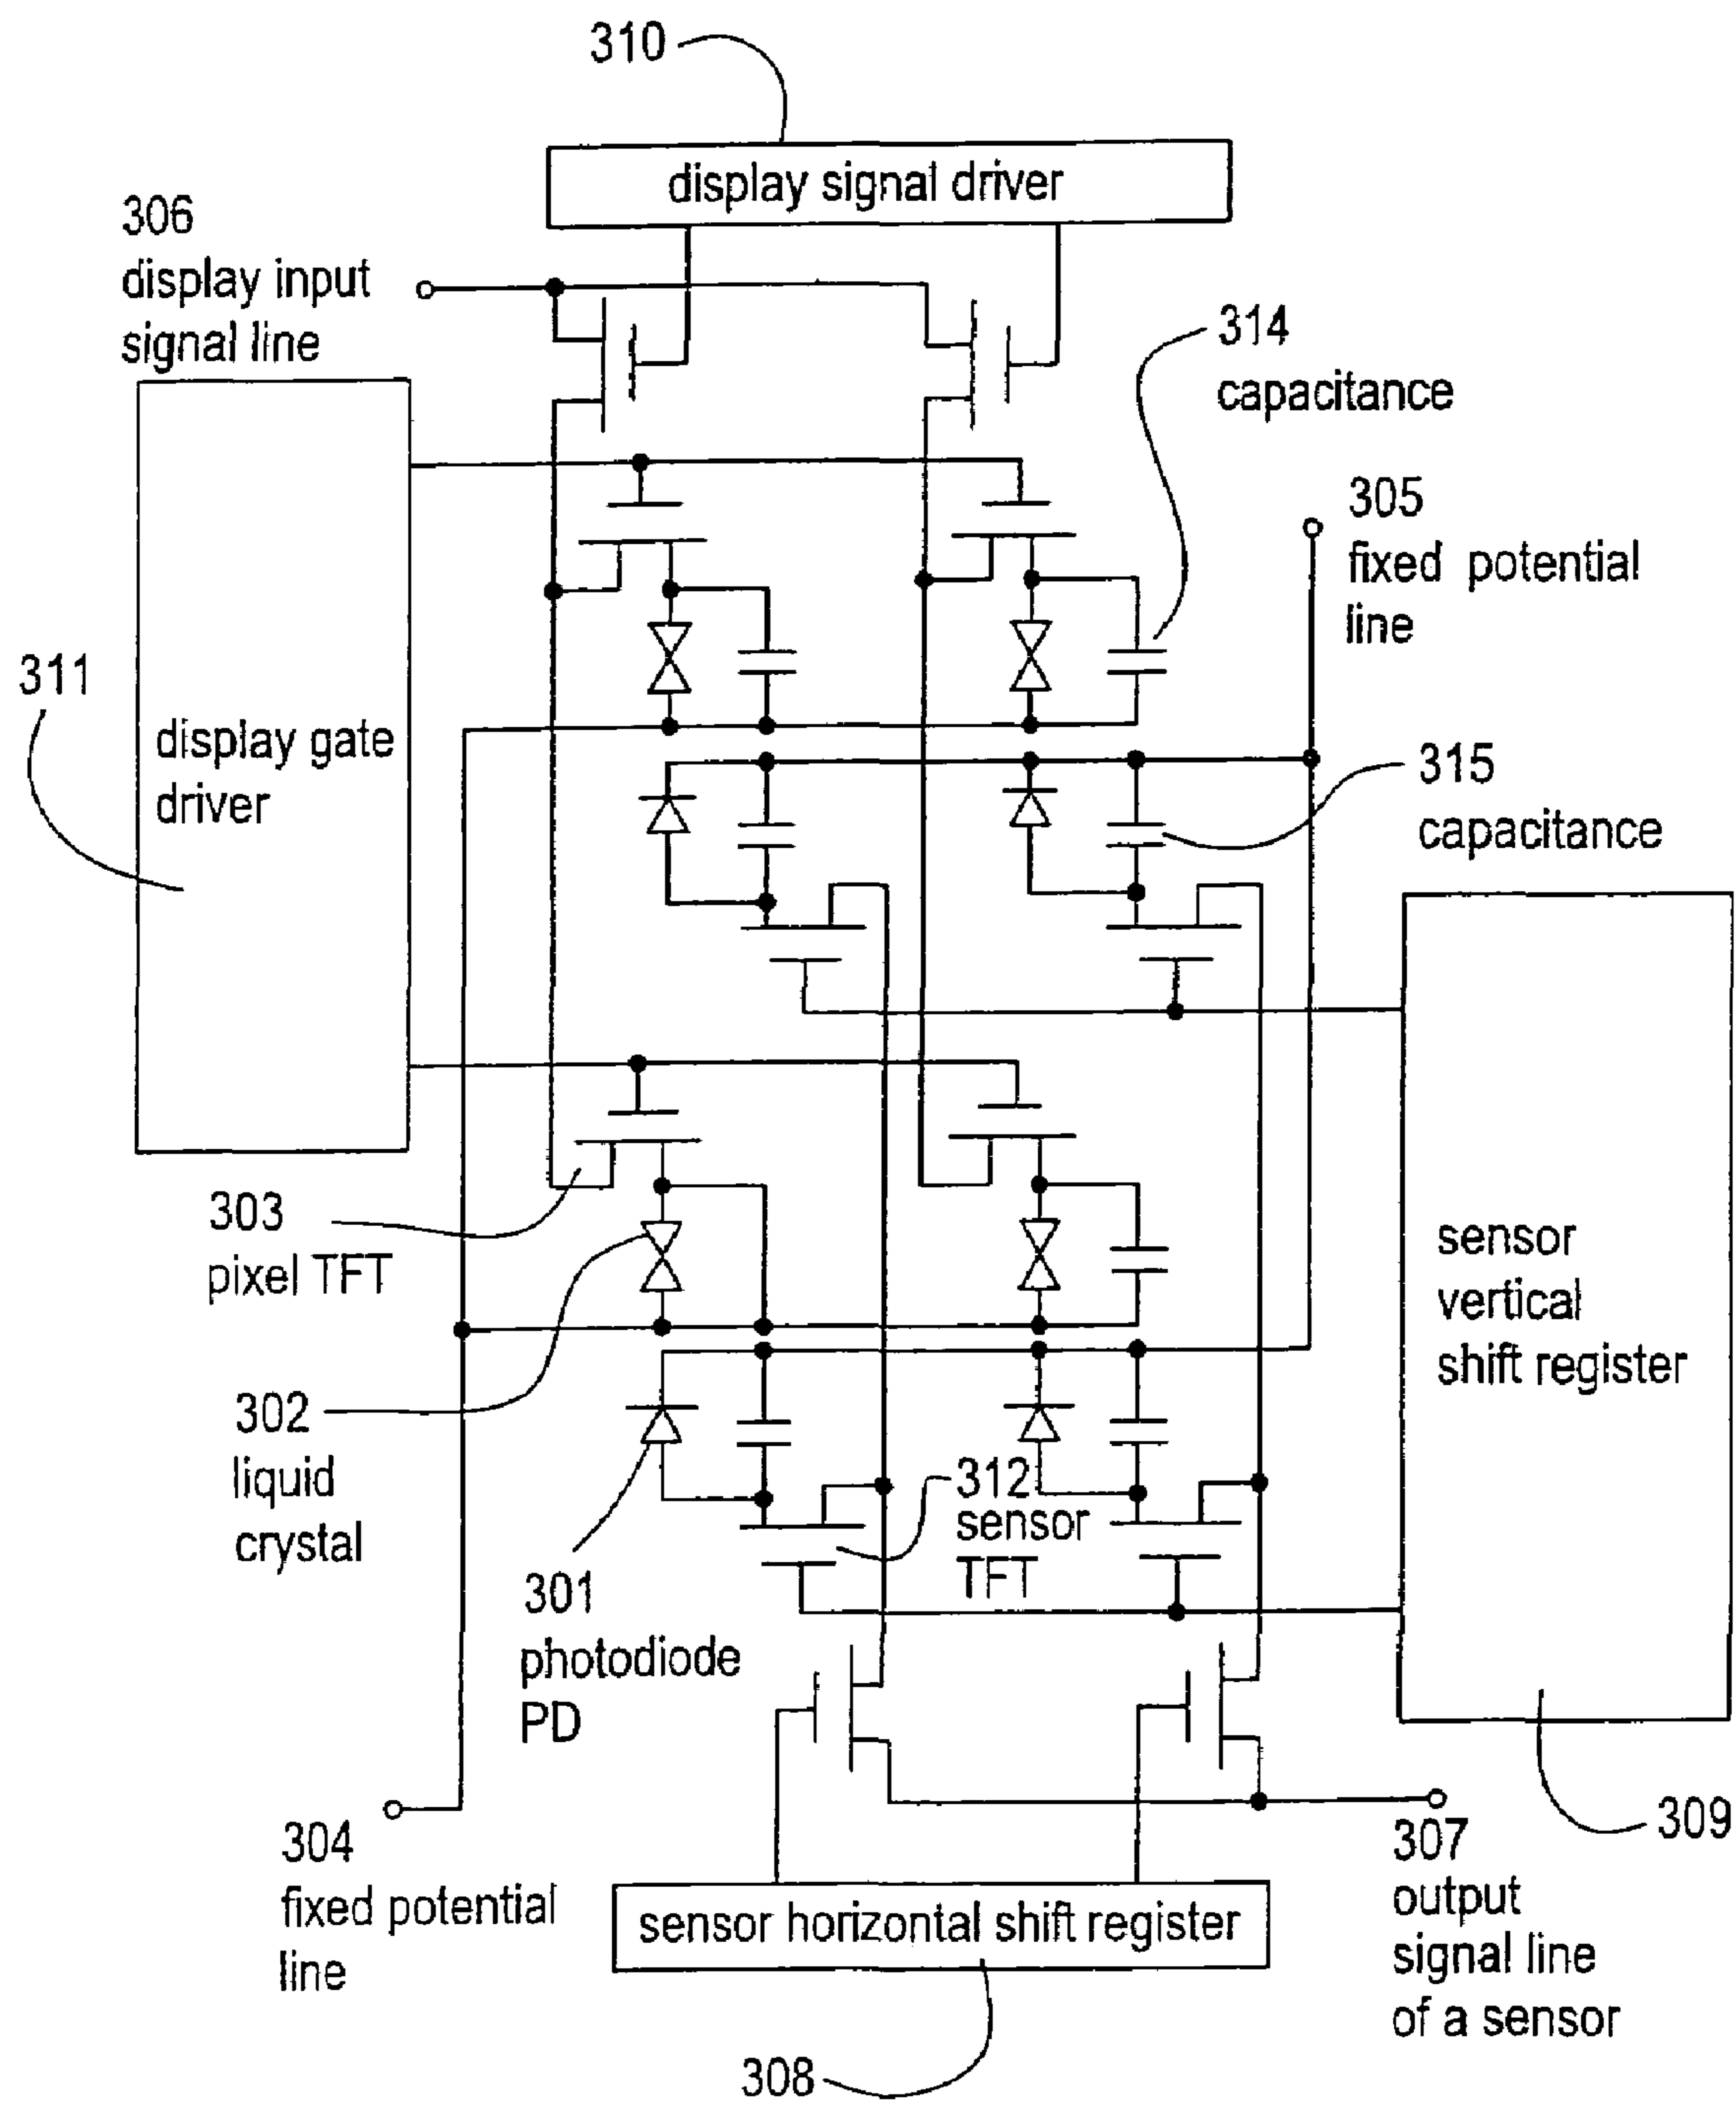 310
display signal driver
306
display input
signal line
314
capacitance
305
fixed potential
line
311
display gate
driver
315
capacitance
303
pixel TFT
sensor
vertical
shift register
302
liquid
crystal
312
sensor
TFT
301
photodiode
PD
304
fixed potential
line
309
307
output
signal line
of a sensor
sensor horizontal shift register
308